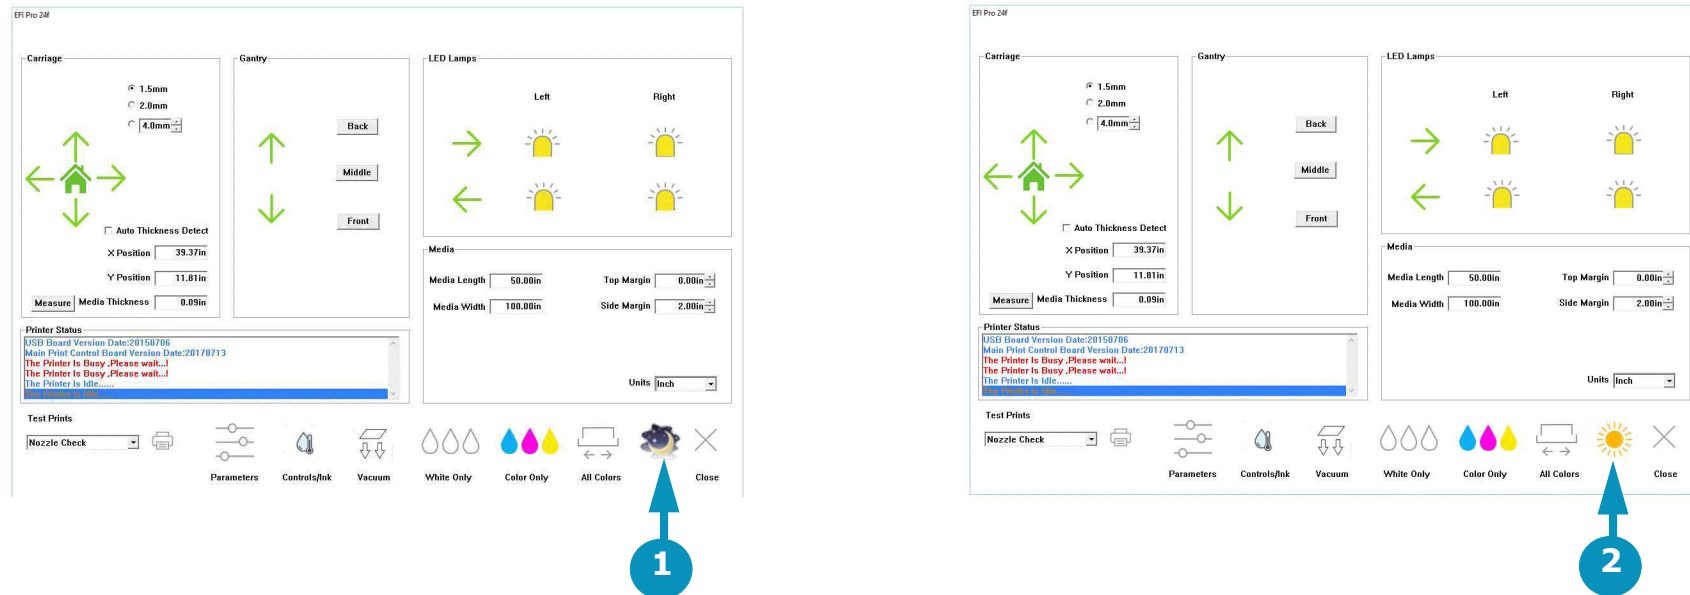 EFI Pro 24f
Carriage
1.5mm
2.0mm
4.0mm
Auto Thickness Detect
X Position 39.37in
Y Position 11.81in
Measure Media Thickness 0.09in
Gantry
Back
Middle
Front
LED Lamps
Left Right
Media
Media Length 50.00in Top Margin 0.00in
Media Width 100.00in Side Margin 2.00in
Units Inch
Printer Status
USB Board Version Date:20150706
Main Print Control Board Version Date:20170713
The Printer Is Busy ,Please wait...!
The Printer Is Busy ,Please wait...!
The Printer Is Idle......
The Printer Is Idle......
Test Prints
Nozzle Check
Parameters Controls/Ink Vacuum White Only Color Only All Colors Close
1
EFI Pro 24f
Carriage
1.5mm
2.0mm
4.0mm
Auto Thickness Detect
X Position 39.37in
Y Position 11.81in
Measure Media Thickness 0.09in
Gantry
Back
Middle
Front
LED Lamps
Left Right
Media
Media Length 50.00in Top Margin 0.00in
Media Width 100.00in Side Margin 2.00in
Units Inch
Printer Status
USB Board Version Date:20150706
Main Print Control Board Version Date:20170713
The Printer Is Busy ,Please wait...!
The Printer Is Busy ,Please wait...!
The Printer Is Idle......
The Printer Is Idle......
Test Prints
Nozzle Check
Parameters Controls/Ink Vacuum White Only Color Only All Colors Close
2